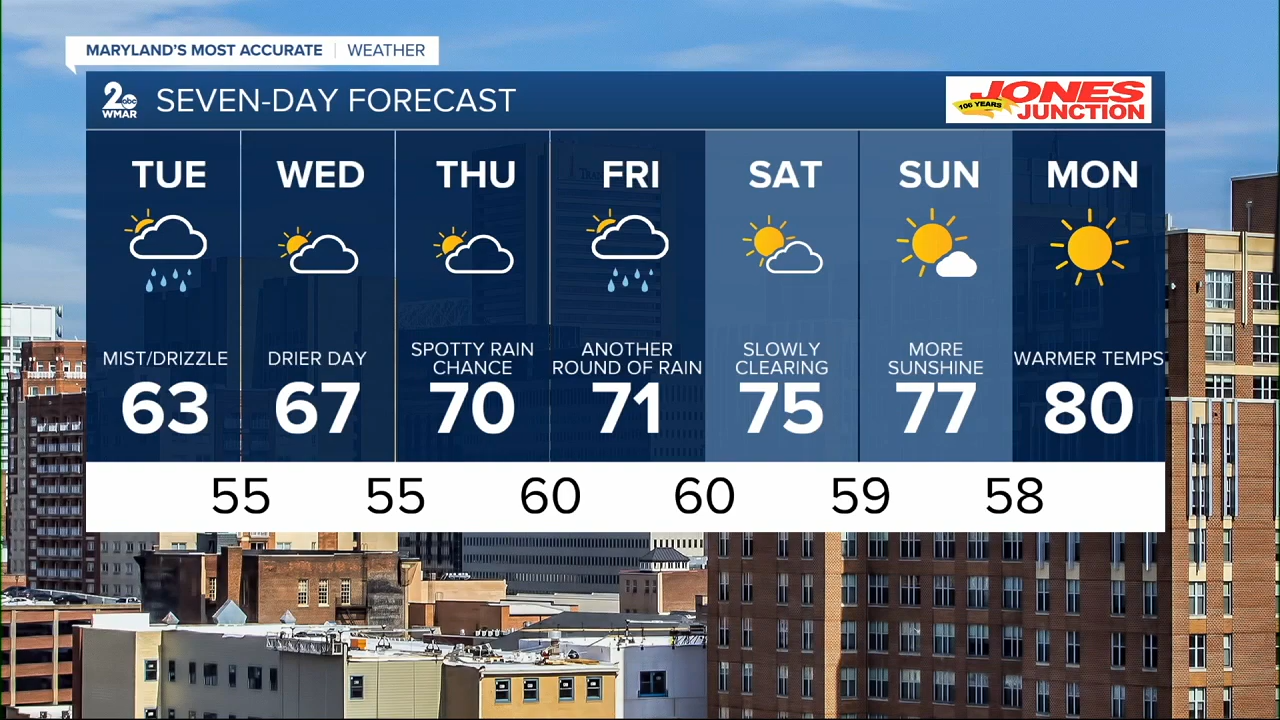 MARYLAND'S MOST ACCURATE | WEATHER
2 abc
WMAR
SEVEN-DAY FORECAST
JONES
106 YEARS
JUNCTION
TUE WED THU FRI SAT SUN MON
MIST/DRIZZLE
63
DRIER DAY
67
SPOTTY RAIN
CHANCE
70
ANOTHER
ROUND OF RAIN
71
SLOWLY
CLEARING
75
MORE
SUNSHINE
77
WARMER TEMPS
80
55 55 60 60 59 58